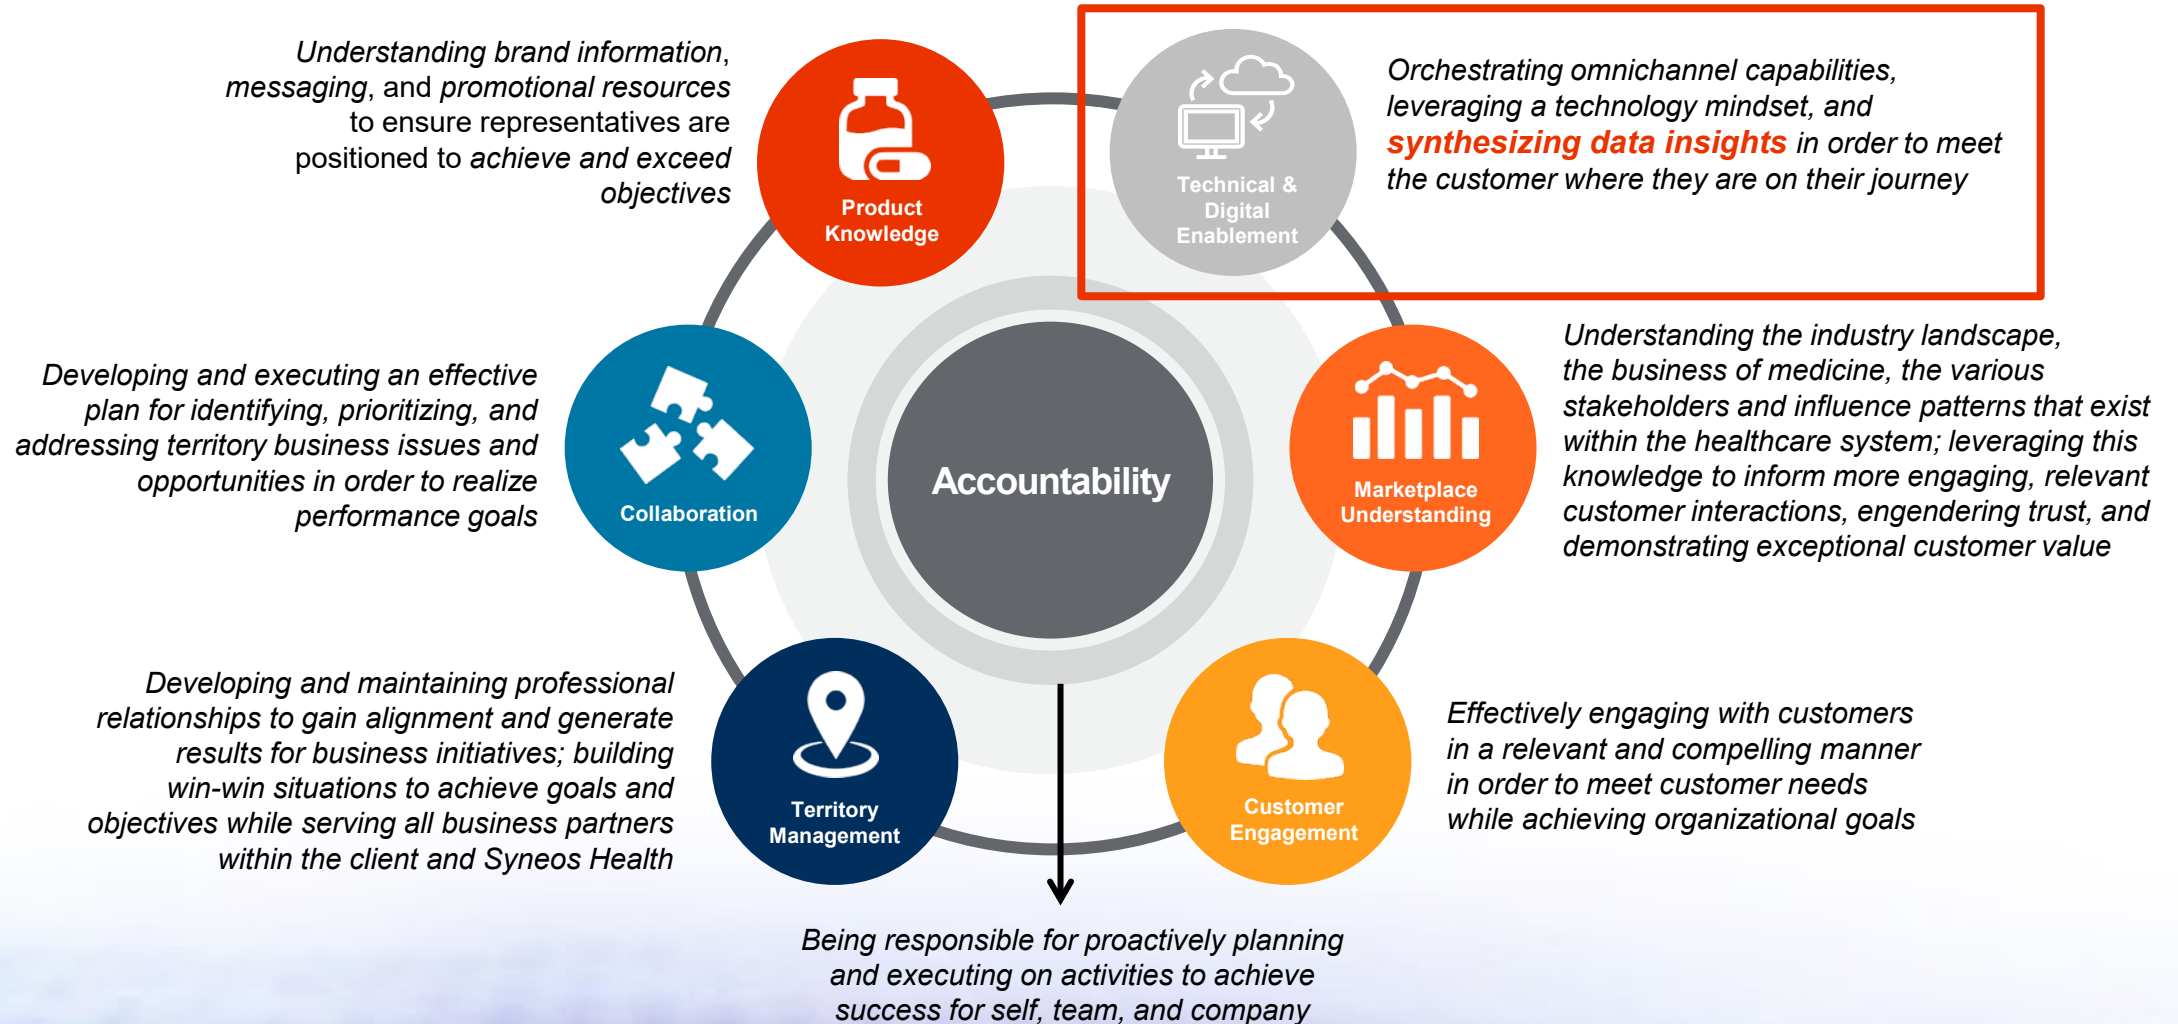 Understanding brand information,
messaging, and promotional resources
to ensure representatives are
positioned to achieve and exceed
objectives
Product
Knowledge
Technical &
Digital
Enablement
Orchestrating omnichannel capabilities,
leveraging a technology mindset, and
synthesizing data insights in order to meet
the customer where they are on their journey
Developing and executing an effective
plan for identifying, prioritizing, and
addressing territory business issues and
opportunities in order to realize
performance goals
Collaboration
Accountability
Marketplace
Understanding
Understanding the industry landscape,
the business of medicine, the various
stakeholders and influence patterns that exist
within the healthcare system; leveraging this
knowledge to inform more engaging, relevant
customer interactions, engendering trust, and
demonstrating exceptional customer value
Developing and maintaining professional
relationships to gain alignment and generate
results for business initiatives; building
win-win situations to achieve goals and
objectives while serving all business partners
within the client and Syneos Health
Territory
Management
Customer
Engagement
Effectively engaging with customers
in a relevant and compelling manner
in order to meet customer needs
while achieving organizational goals
Being responsible for proactively planning
and executing on activities to achieve
success for self, team, and company